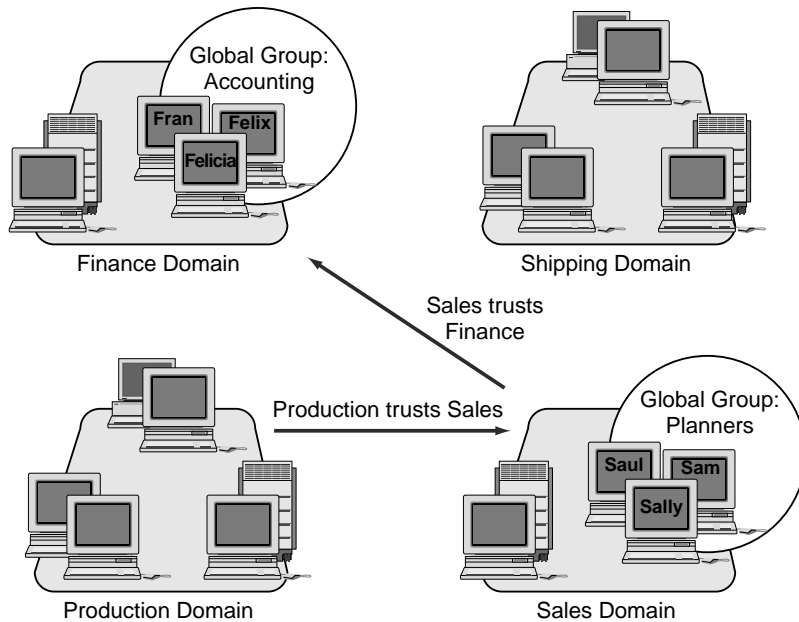 Global Group:
Accounting
Fran
Felix
Felicia
Finance Domain
Shipping Domain
Sales trusts
Finance
Production trusts Sales
Global Group:
Planners
Saul
Sam
Sally
Production Domain
Sales Domain